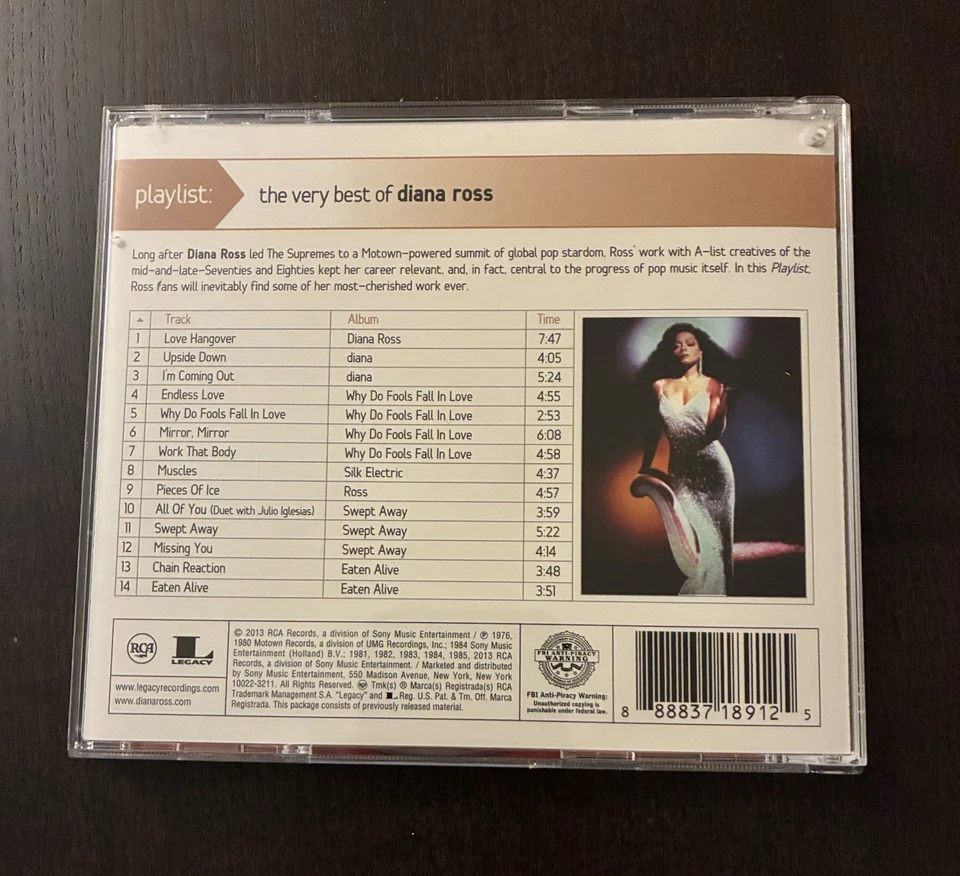 playlist: the very best of diana ross
Long after Diana Ross led The Supremes to a Motown-powered summit of global pop stardom, Ross' work with A-list creatives of the
mid-and-late-Seventies and Eighties kept her career relevant, and, in fact, central to the progress of pop music itself. In this Playlist,
Ross fans will inevitably find some of her most-cherished work ever.
Track Album Time
1 Love Hangover Diana Ross 7:47
2 Upside Down diana 4:05
3 I'm Coming Out diana 5:24
4 Endless Love Why Do Fools Fall In Love 4:55
5 Why Do Fools Fall In Love Why Do Fools Fall In Love 2:53
6 Mirror, Mirror Why Do Fools Fall In Love 6:08
7 Work That Body Why Do Fools Fall In Love 4:58
8 Muscles Silk Electric 4:37
9 Pieces Of Ice Ross 4:57
10 All Of You (Duet with Julio Iglesias) Swept Away 3:59
11 Swept Away Swept Away 5:22
12 Missing You Swept Away 4:14
13 Chain Reaction Eaten Alive 3:48
14 Eaten Alive Eaten Alive 3:51
RCA
L
LEGACY
www.legacyrecordings.com
www.dianaross.com
© 2013 RCA Records, a division of Sony Music Entertainment / ℗ 1976,
1980 Motown Records, a division of UMG Recordings, Inc.; 1984 Sony Music
Entertainment (Holland) B.V.; 1981, 1982, 1983, 1984, 1985, 2013 RCA
Records, a division of Sony Music Entertainment. / Marketed and distributed
by Sony Music Entertainment, 550 Madison Avenue, New York, New York
10022-3211. All Rights Reserved. Tmk(s) ® Marca(s) Registrada(s) RCA
Trademark Management S.A. "Legacy" and L Reg. U.S. Pat. & Tm. Off. Marca
Registrada. This package consists of previously released material.
FBI ANTI-PIRACY
WARNING
FBI Anti-Piracy Warning:
Unauthorized copying is
punishable under federal law.
8 88837 18912 5